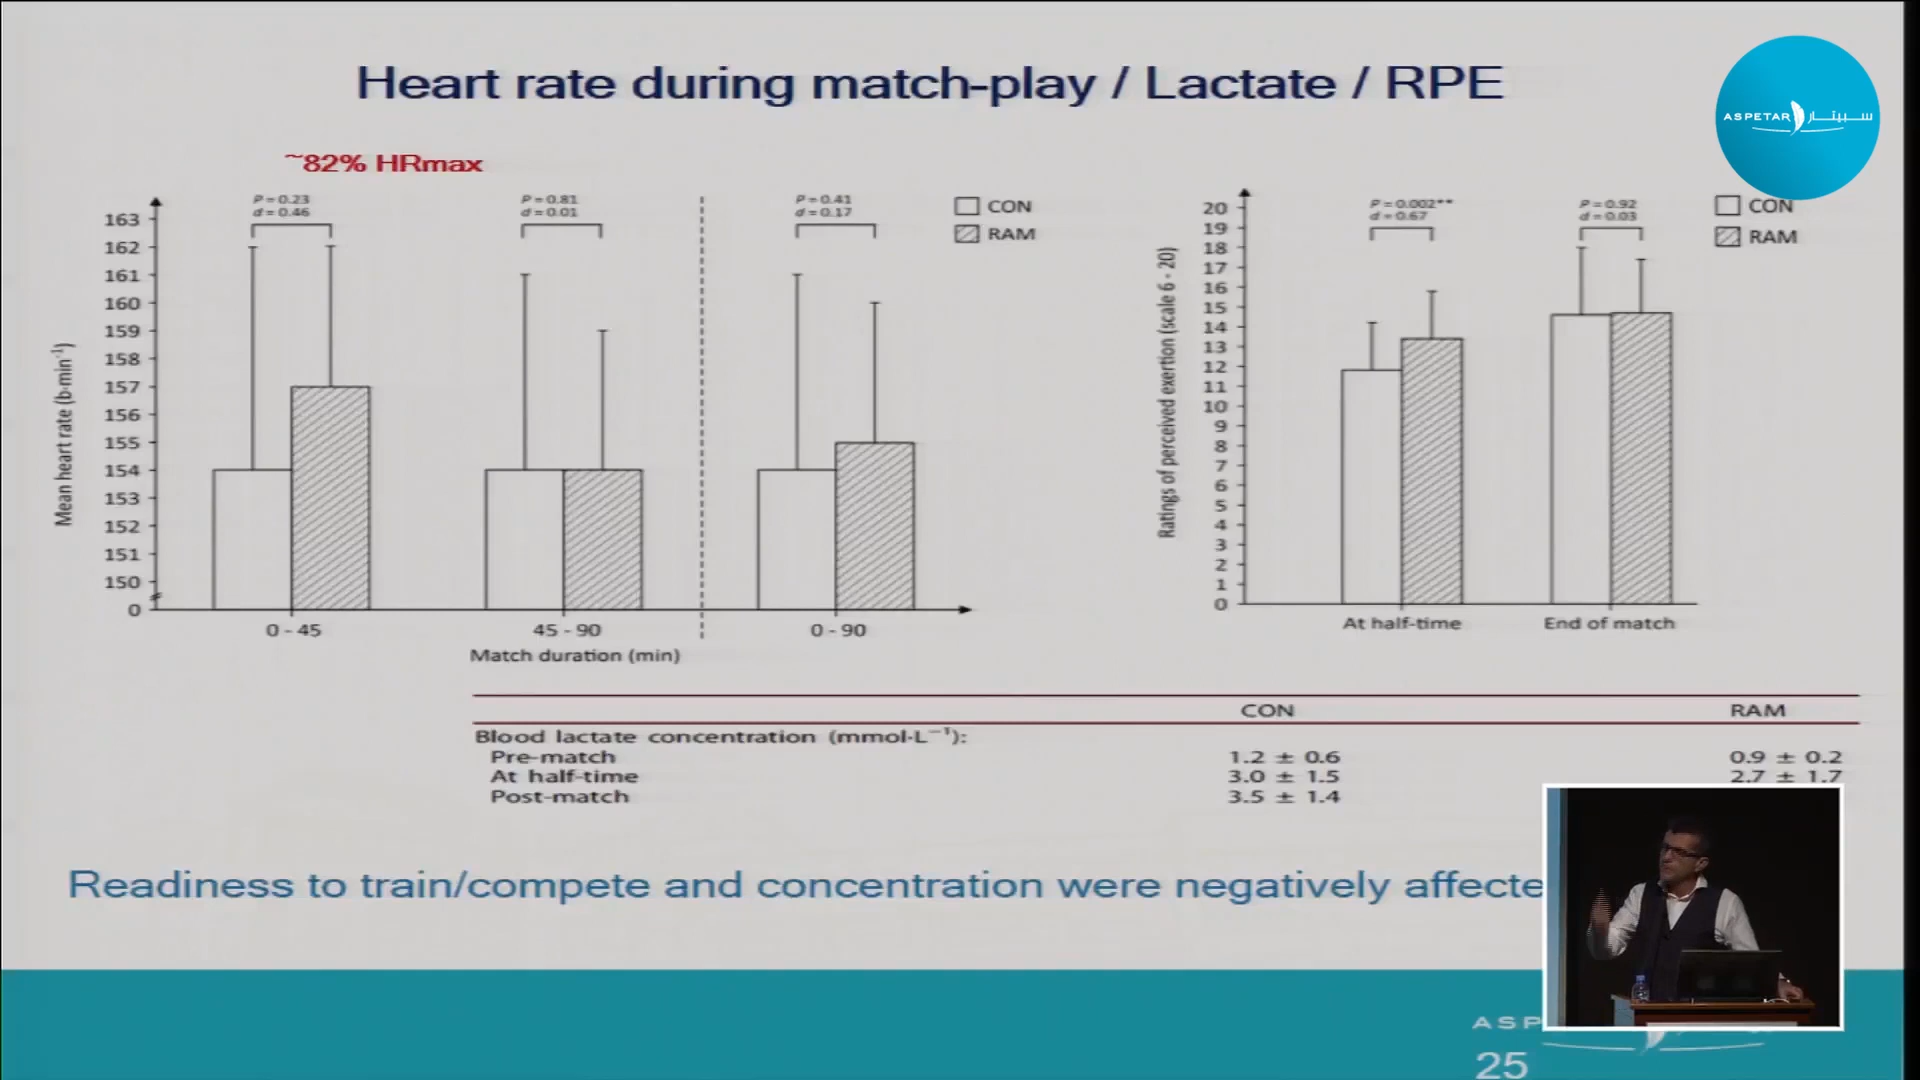 Heart rate during match-play / Lactate / RPE
ASPETAR سبيتار
~82% HRmax
P = 0.23
d = 0.46
P = 0.81
d = 0.01
P = 0.41
d = 0.17
CON
RAM
163
162
161
160
159
158
157
156
155
154
153
152
151
150
0
Mean heart rate (b·min⁻¹)
0 - 45
45 - 90
0 - 90
Match duration (min)
P = 0.002**
d = 0.67
P = 0.92
d = 0.03
CON
RAM
20
19
18
17
16
15
14
13
12
11
10
9
8
7
6
5
4
3
2
1
0
Ratings of perceived exertion (scale 6 - 20)
At half-time
End of match
CON RAM
Blood lactate concentration (mmol·L⁻¹):
Pre-match 1.2 ± 0.6 0.9 ± 0.2
At half-time 3.0 ± 1.5 2.7 ± 1.7
Post-match 3.5 ± 1.4
Readiness to train/compete and concentration were negatively affecte
ASP
25